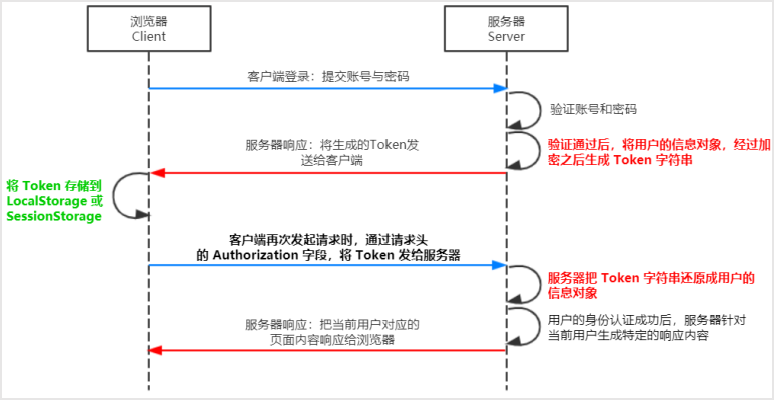 浏览器
Client
服务器
Server
客户端登录：提交账号与密码
验证账号和密码
服务器响应：将生成的Token发
送给客户端
验证通过后，将用户的信息对象，经过加
密之后生成 Token 字符串
将 Token 存储到
LocalStorage 或
SessionStorage
客户端再次发起请求时，通过请求头
的 Authorization 字段，将 Token 发给服务器
服务器把 Token 字符串还原成用户的
信息对象
服务器响应：把当前用户对应的
页面内容响应给浏览器
用户的身份认证成功后，服务器针对
当前用户生成特定的响应内容